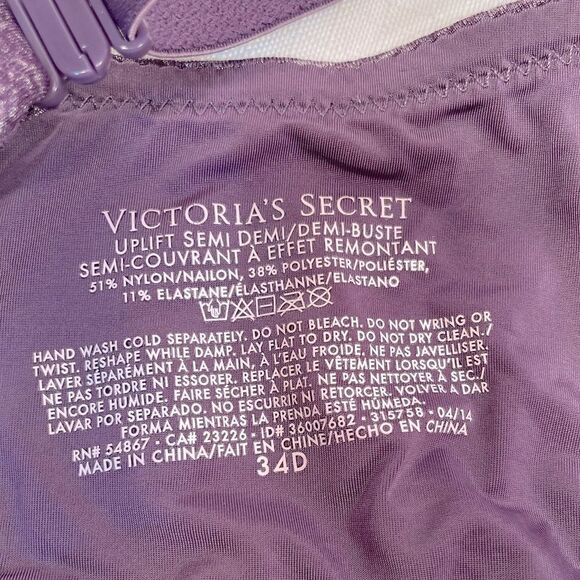 VICTORIA'S SECRET
UPLIFT SEMI DEMI/DEMI-BUSTE
SEMI-COUVRANT À EFFET REMONTANT
51% NYLON/NAILON, 38% POLYESTER/POLIÉSTER,
11% ELASTANE/ÉLASTHANNE/ELASTANO
HAND WASH COLD SEPARATELY. DO NOT BLEACH. DO NOT WRING OR
TWIST. RESHAPE WHILE DAMP. LAY FLAT TO DRY. DO NOT DRY CLEAN./
LAVER SÉPARÉMENT À LA MAIN, À L'EAU FROIDE. NE PAS JAVELLISER.
NE PAS TORDRE NI ESSORER. REPLACER LE VÊTEMENT LORSQU'IL EST
ENCORE HUMIDE. FAIRE SÉCHER À PLAT. NE PAS NETTOYER À SEC./
LAVAR POR SEPARADO. NO ESCURRIR NI RETORCER. VOLVER A DAR
FORMA MIENTRAS LA PRENDA ESTÉ HÚMEDA.
RN# 54867 • CA# 23226 • ID# 36007682 • 315758 • 04/14
MADE IN CHINA/FAIT EN CHINE/HECHO EN CHINA
34D